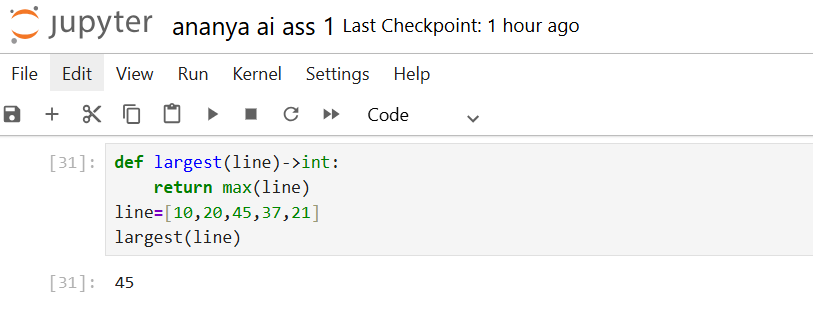 jupyter ananya ai ass 1 Last Checkpoint: 1 hour ago
File Edit View Run Kernel Settings Help
Code
[31]: def largest(line)->int:
    return max(line)
line=[10,20,45,37,21]
largest(line)
[31]: 45